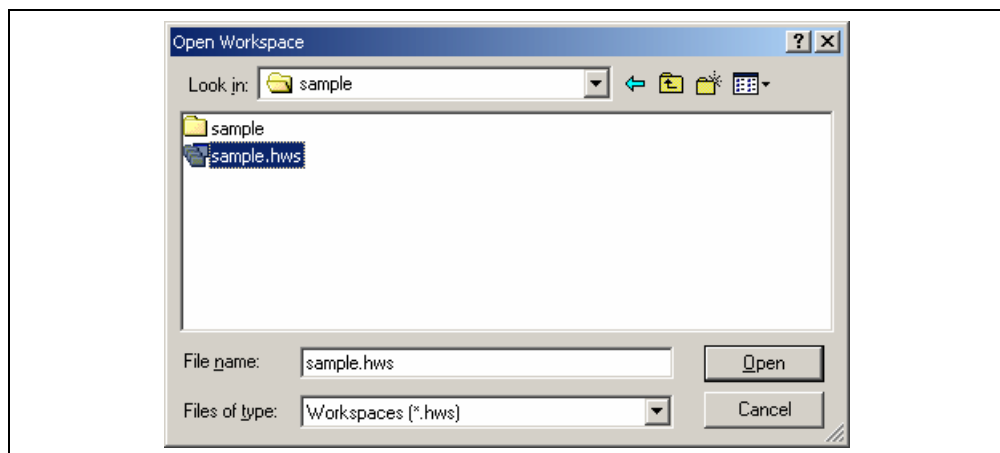 Open Workspace
Look in: sample
sample
sample.hws
File name: sample.hws
Open
Files of type: Workspaces (*.hws)
Cancel